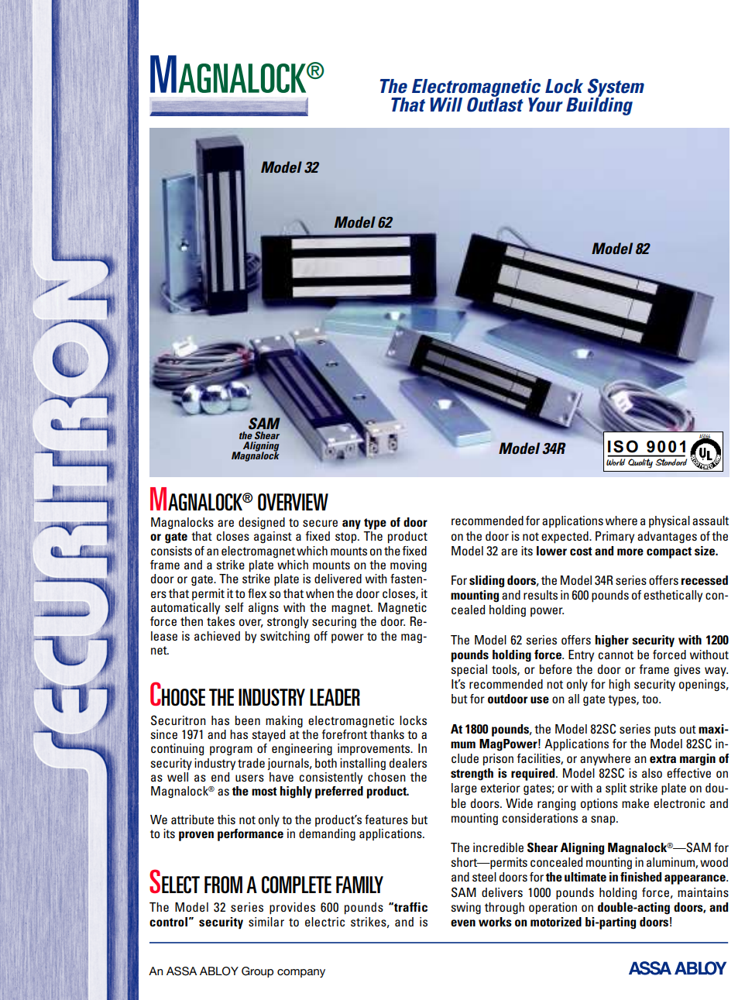 SECURITRON
MAGNALOCK®
The Electromagnetic Lock System
That Will Outlast Your Building
Model 32
Model 62
Model 82
SAM
the Shear
Aligning
Magnalock
Model 34R
ISO 9001
World Quality Standard
A5066
UL
REGISTERED FIRM
MAGNALOCK® OVERVIEW
Magnalocks are designed to secure any type of door
or gate that closes against a fixed stop. The product
consists of an electromagnet which mounts on the fixed
frame and a strike plate which mounts on the moving
door or gate. The strike plate is delivered with fasten-
ers that permit it to flex so that when the door closes, it
automatically self aligns with the magnet. Magnetic
force then takes over, strongly securing the door. Re-
lease is achieved by switching off power to the mag-
net.
CHOOSE THE INDUSTRY LEADER
Securitron has been making electromagnetic locks
since 1971 and has stayed at the forefront thanks to a
continuing program of engineering improvements. In
security industry trade journals, both installing dealers
as well as end users have consistently chosen the
Magnalock® as the most highly preferred product.
We attribute this not only to the product's features but
to its proven performance in demanding applications.
SELECT FROM A COMPLETE FAMILY
The Model 32 series provides 600 pounds “traffic
control” security similar to electric strikes, and is
recommended for applications where a physical assault
on the door is not expected. Primary advantages of the
Model 32 are its lower cost and more compact size.
For sliding doors, the Model 34R series offers recessed
mounting and results in 600 pounds of esthetically con-
cealed holding power.
The Model 62 series offers higher security with 1200
pounds holding force. Entry cannot be forced without
special tools, or before the door or frame gives way.
It's recommended not only for high security openings,
but for outdoor use on all gate types, too.
At 1800 pounds, the Model 82SC series puts out maxi-
mum MagPower! Applications for the Model 82SC in-
clude prison facilities, or anywhere an extra margin of
strength is required. Model 82SC is also effective on
large exterior gates; or with a split strike plate on dou-
ble doors. Wide ranging options make electronic and
mounting considerations a snap.
The incredible Shear Aligning Magnalock®—SAM for
short—permits concealed mounting in aluminum, wood
and steel doors for the ultimate in finished appearance.
SAM delivers 1000 pounds holding force, maintains
swing through operation on double-acting doors, and
even works on motorized bi-parting doors!
An ASSA ABLOY Group company
ASSA ABLOY